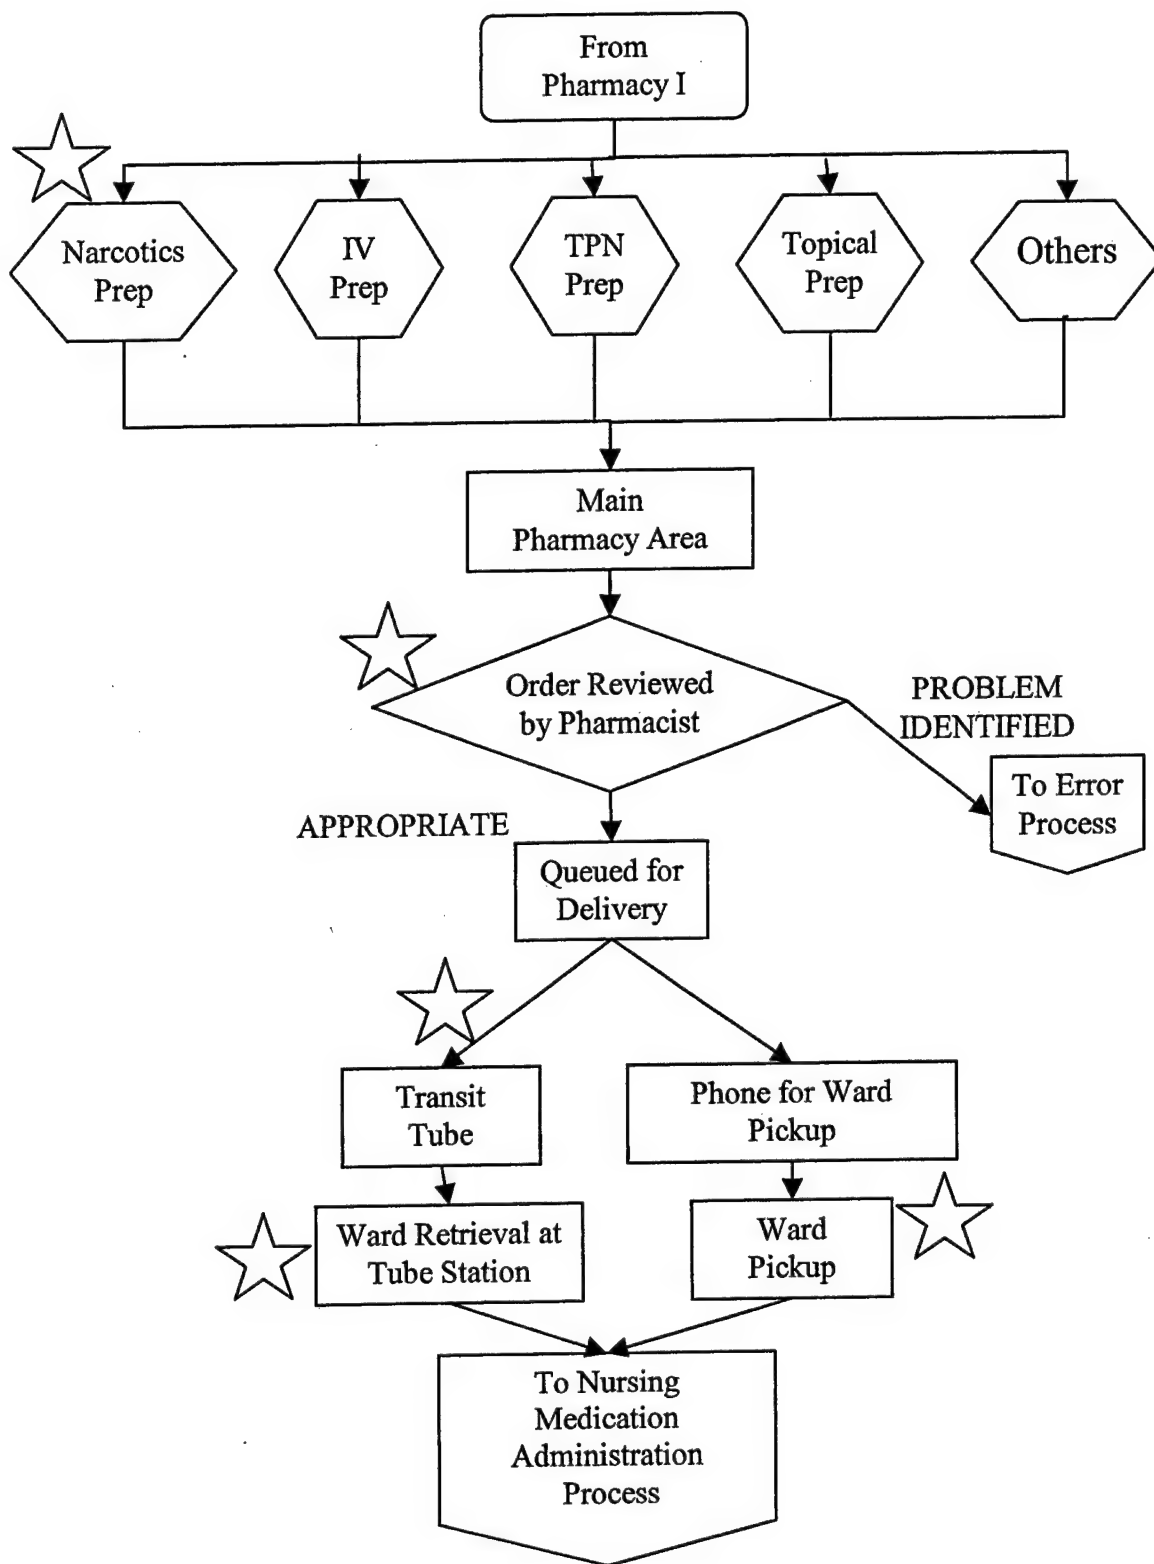 From
Pharmacy I
Narcotics
Prep
IV
Prep
TPN
Prep
Topical
Prep
Others
Main
Pharmacy Area
Order Reviewed
by Pharmacist
PROBLEM
IDENTIFIED
To Error
Process
APPROPRIATE
Queued for
Delivery
Transit
Tube
Phone for Ward
Pickup
Ward Retrieval at
Tube Station
Ward
Pickup
To Nursing
Medication
Administration
Process